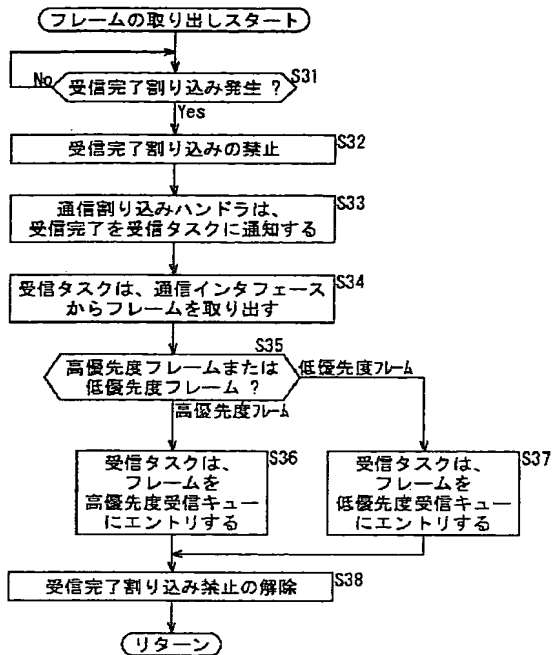 フレームの取り出しスタート
No
受信完了割り込み発生 ?
S31
Yes
受信完了割り込みの禁止
S32
通信割り込みハンドラは、
受信完了を受信タスクに通知する
S33
受信タスクは、通信インタフェース
からフレームを取り出す
S34
S35
高優先度フレームまたは
低優先度フレーム ?
低優先度フレーム
高優先度フレーム
受信タスクは、
フレームを
高優先度受信キュー
にエントリする
S36
受信タスクは、
フレームを
低優先度受信キュー
にエントリする
S37
受信完了割り込み禁止の解除
S38
リターン